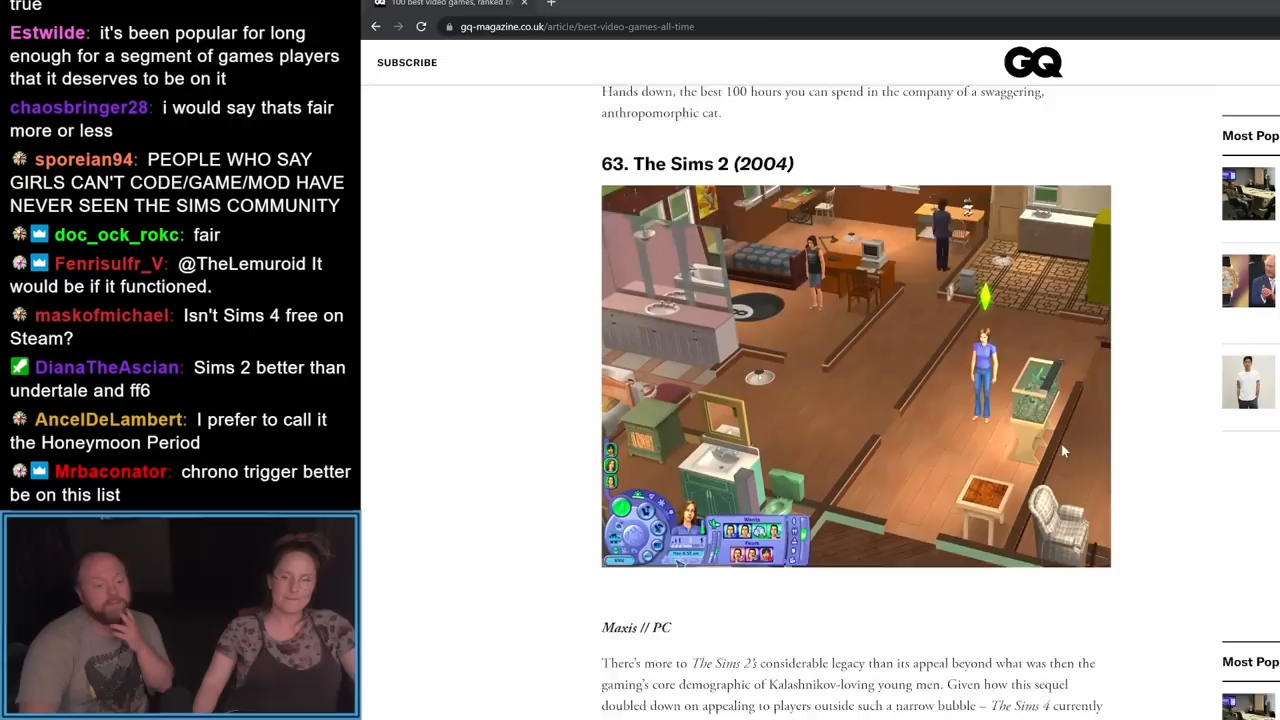 true
Estwilde: it's been popular for long
enough for a segment of games players
that it deserves to be on it
chaosbringer28: i would say thats fair
more or less
sporeian94: PEOPLE WHO SAY
GIRLS CAN'T CODE/GAME/MOD HAVE
NEVER SEEN THE SIMS COMMUNITY
doc_ock_rokc: fair
Fenrisulfr_V: @TheLemuroid It
would be if it functioned.
maskofmichael: Isn't Sims 4 free on
Steam?
DianaTheAscian: Sims 2 better than
undertale and ff6
AncelDeLambert: I prefer to call it
the Honeymoon Period
Mrbaconator: chrono trigger better
be on this list
100 best video games, ranked by
gq-magazine.co.uk/article/best-video-games-all-time
SUBSCRIBE
GQ
Hands down, the best 100 hours you can spend in the company of a swaggering,
anthropomorphic cat.
63. The Sims 2 (2004)
Wants
Fears
Maxis // PC
There's more to The Sims 2's considerable legacy than its appeal beyond what was then the
gaming's core demographic of Kalashnikov-loving young men. Given how this sequel
doubled down on appealing to players outside such a narrow bubble – The Sims 4 currently
Most Pop
Most Pop